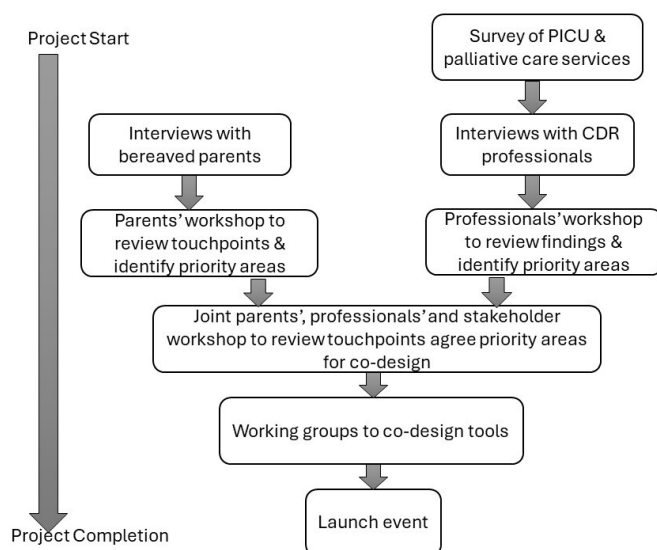 Project Start
Survey of PICU &
palliative care services
Interviews with
bereaved parents
Interviews with CDR
professionals
Parents' workshop to
review touchpoints &
identify priority areas
Professionals' workshop
to review findings &
identify priority areas
Joint parents', professionals' and stakeholder
workshop to review touchpoints agree priority areas
for co-design
Working groups to co-design tools
Launch event
Project Completion